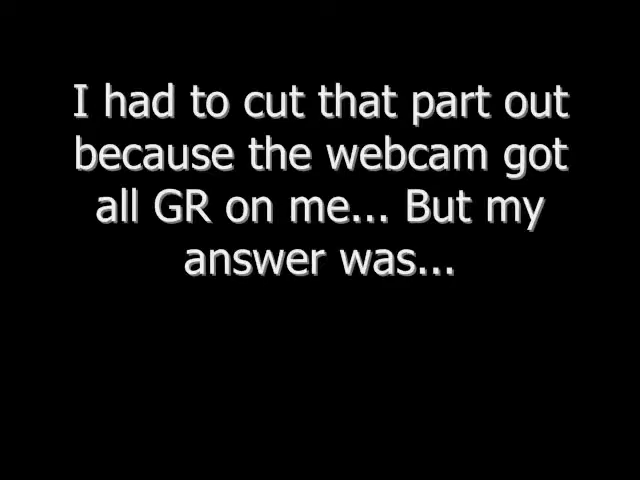 I had to cut that part out
because the webcam got
all GR on me... But my
answer was...